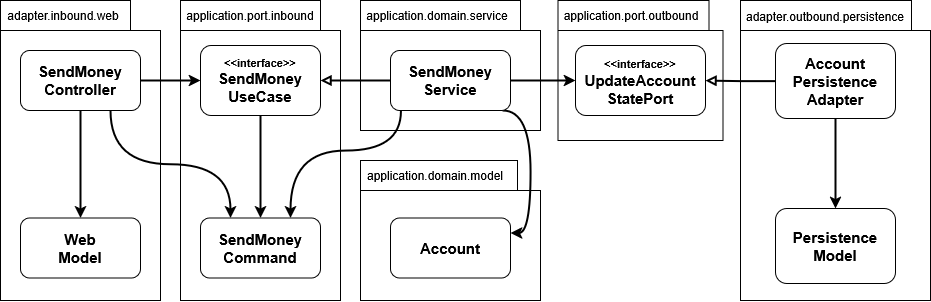 adapter.inbound.web
application.port.inbound
application.domain.service
application.port.outbound
adapter.outbound.persistence
SendMoney
Controller
<<interface>>
SendMoney
UseCase
SendMoney
Service
<<interface>>
UpdateAccount
StatePort
Account
Persistence
Adapter
application.domain.model
Web
Model
SendMoney
Command
Account
Persistence
Model